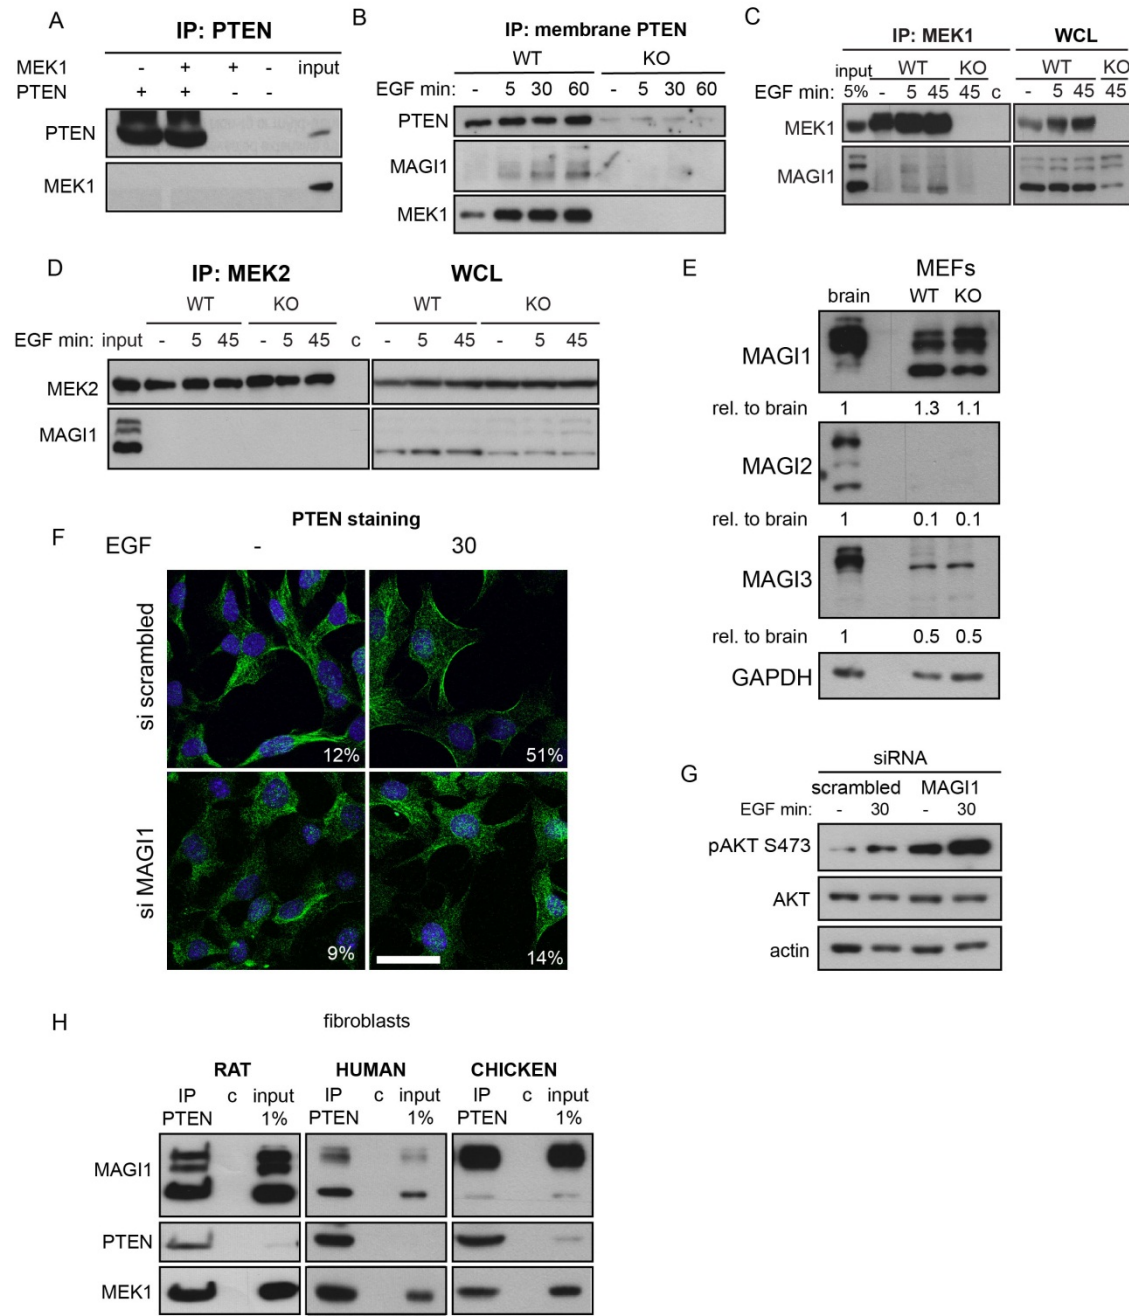 A
IP: PTEN
MEK1 - + + - input
PTEN + + - -
PTEN
MEK1
B
IP: membrane PTEN
WT KO
EGF min: - 5 30 60 - 5 30 60
PTEN
MAGI1
MEK1
C
IP: MEK1 WCL
input WT KO WT KO
EGF min: 5% - 5 45 45 c - 5 45 45
MEK1
MAGI1
D
IP: MEK2 WCL
WT KO WT KO
EGF min: input - 5 45 - 5 45 c - 5 45 - 5 45
MEK2
MAGI1
E
MEFs
brain WT KO
MAGI1
rel. to brain 1 1.3 1.1
MAGI2
rel. to brain 1 0.1 0.1
MAGI3
rel. to brain 1 0.5 0.5
GAPDH
F
PTEN staining
EGF - 30
si scrambled
12% 51%
si MAGI1
9% 14%
G
siRNA
scrambled MAGI1
EGF min: - 30 - 30
pAKT S473
AKT
actin
H
fibroblasts
RAT HUMAN CHICKEN
IP c input IP c input IP c input
PTEN 1% PTEN 1% PTEN 1%
MAGI1
PTEN
MEK1